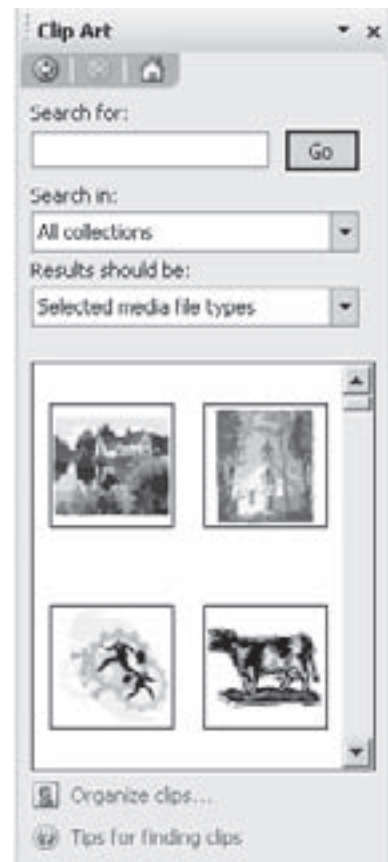 Clip Art
Search for:
Go
Search in:
All collections
Results should be:
Selected media file types
Organize clips...
Tips for finding clips